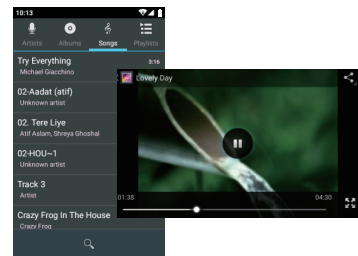 10:13
Artists Albums Songs Playlists
Try Everything
3:16
Michael Giacchino
02-Aadat (atif)
Unknown artist
02. Tere Liye
Atif Aslam, Shreya Ghoshal
02-HOU~1
Unknown artist
Track 3
Artist
Crazy Frog In The House
Crazy Frog
Lovely Day
01:38
04:30